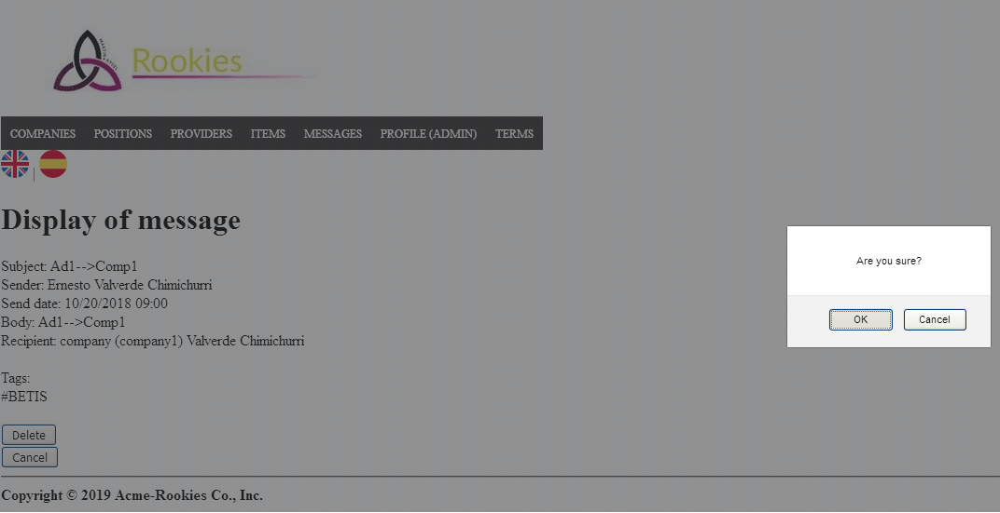 Rookies
COMPANIES POSITIONS PROVIDERS ITEMS MESSAGES PROFILE (ADMIN) TERMS
|
Display of message
Subject: Ad1-->Comp1
Sender: Ernesto Valverde Chimichurri
Send date: 10/20/2018 09:00
Body: Ad1-->Comp1
Recipient: company (company1) Valverde Chimichurri
Tags:
#BETIS
Delete
Cancel
Copyright © 2019 Acme-Rookies Co., Inc.
Are you sure?
OK Cancel